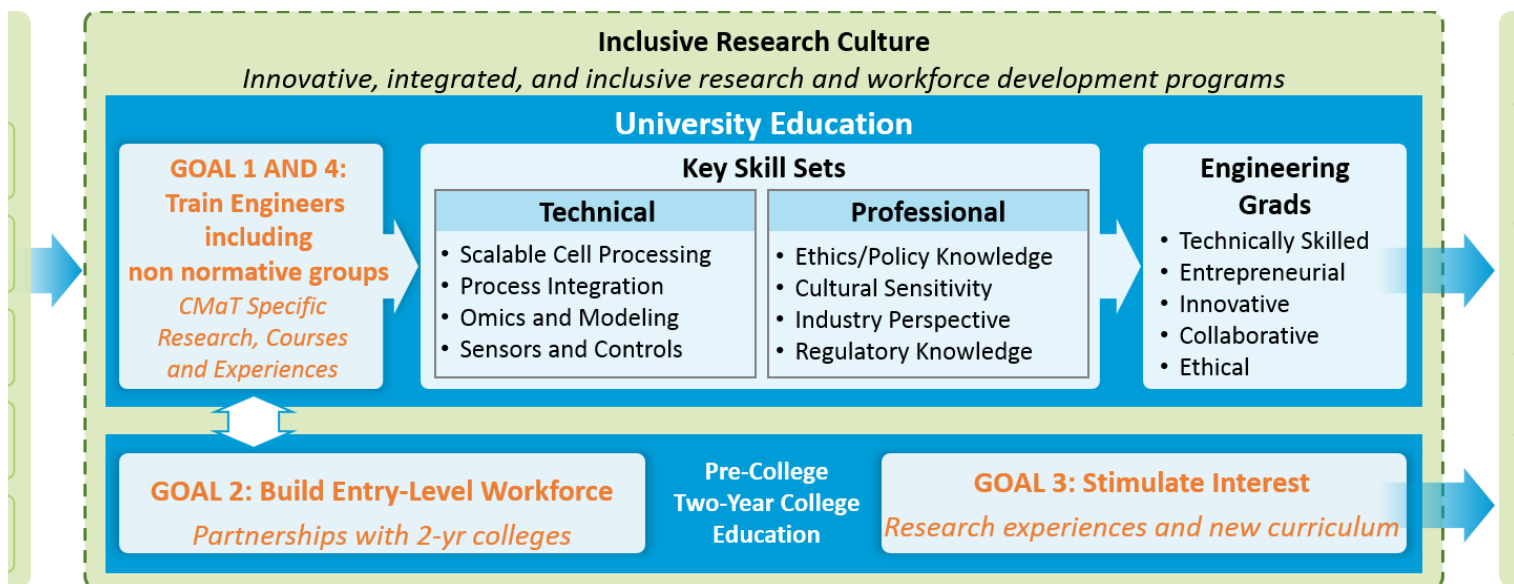 Inclusive Research Culture
Innovative, integrated, and inclusive research and workforce development programs
University Education
GOAL 1 AND 4:
Train Engineers
including
non normative groups
CMaT Specific
Research, Courses
and Experiences
Key Skill Sets
Technical
• Scalable Cell Processing
• Process Integration
• Omics and Modeling
• Sensors and Controls
Professional
• Ethics/Policy Knowledge
• Cultural Sensitivity
• Industry Perspective
• Regulatory Knowledge
Engineering
Grads
• Technically Skilled
• Entrepreneurial
• Innovative
• Collaborative
• Ethical
GOAL 2: Build Entry-Level Workforce
Partnerships with 2-yr colleges
Pre-College
Two-Year College
Education
GOAL 3: Stimulate Interest
Research experiences and new curriculum